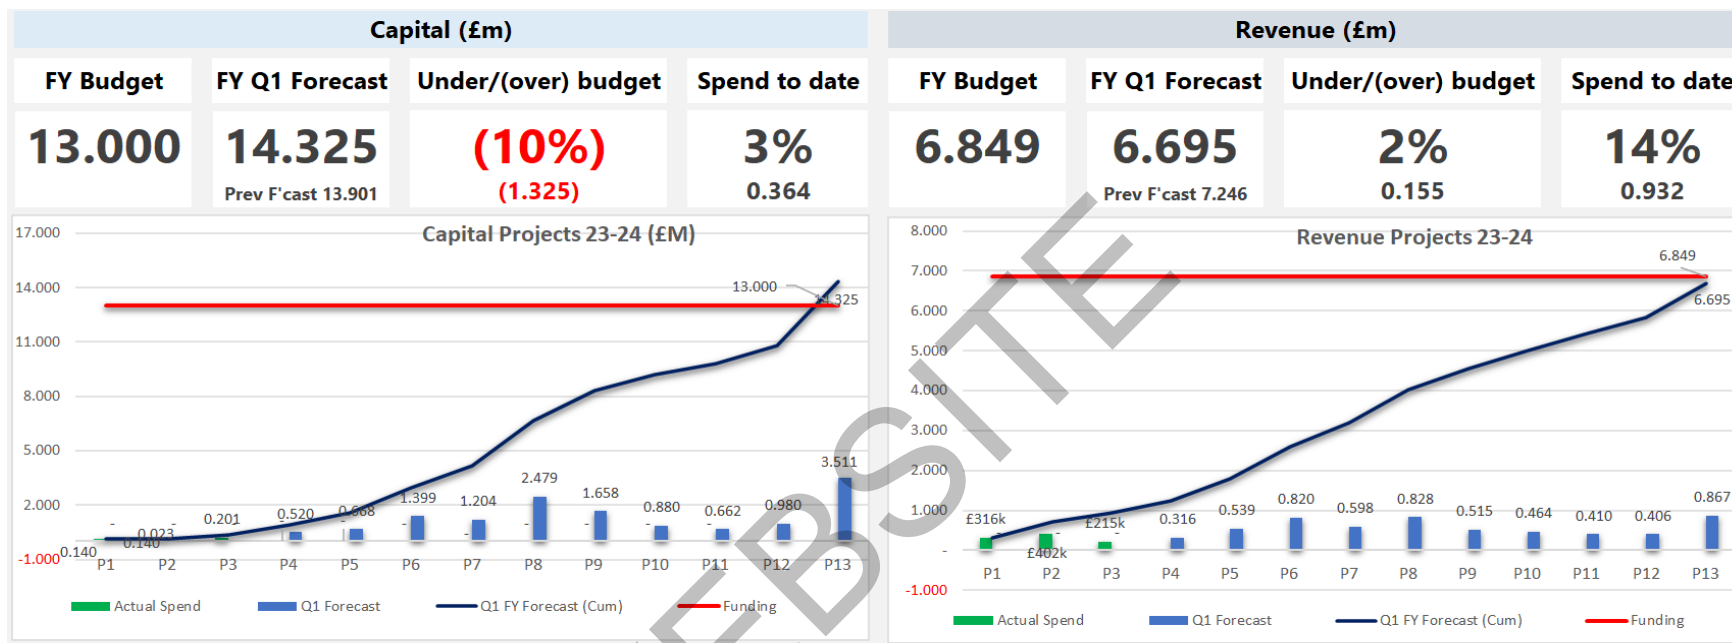 Capital (£m)
FY Budget
FY Q1 Forecast
Under/(over) budget
Spend to date
13.000
14.325
(10%)
3%
Prev F'cast 13.901
(1.325)
0.364
Capital Projects 23-24 (£M)
17.000
14.000
11.000
8.000
5.000
2.000
-1.000
13.000
14.325
0.140
0.023
0.140
0.201
0.520
0.668
1.399
1.204
2.479
1.658
0.880
0.662
0.980
3.511
P1 P2 P3 P4 P5 P6 P7 P8 P9 P10 P11 P12 P13
Actual Spend Q1 Forecast Q1 FY Forecast (Cum) Funding
Revenue (£m)
FY Budget
FY Q1 Forecast
Under/(over) budget
Spend to date
6.849
6.695
2%
14%
Prev F'cast 7.246
0.155
0.932
Revenue Projects 23-24
8.000
7.000
6.000
5.000
4.000
3.000
2.000
1.000
-
-1.000
6.849
6.695
£316k
£402k
£215k
0.316
0.539
0.820
0.598
0.828
0.515
0.464
0.410
0.406
0.867
P1 P2 P3 P4 P5 P6 P7 P8 P9 P10 P11 P12 P13
Actual Spend Q1 Forecast Q1 FY Forecast (Cum) Funding
EBSITE